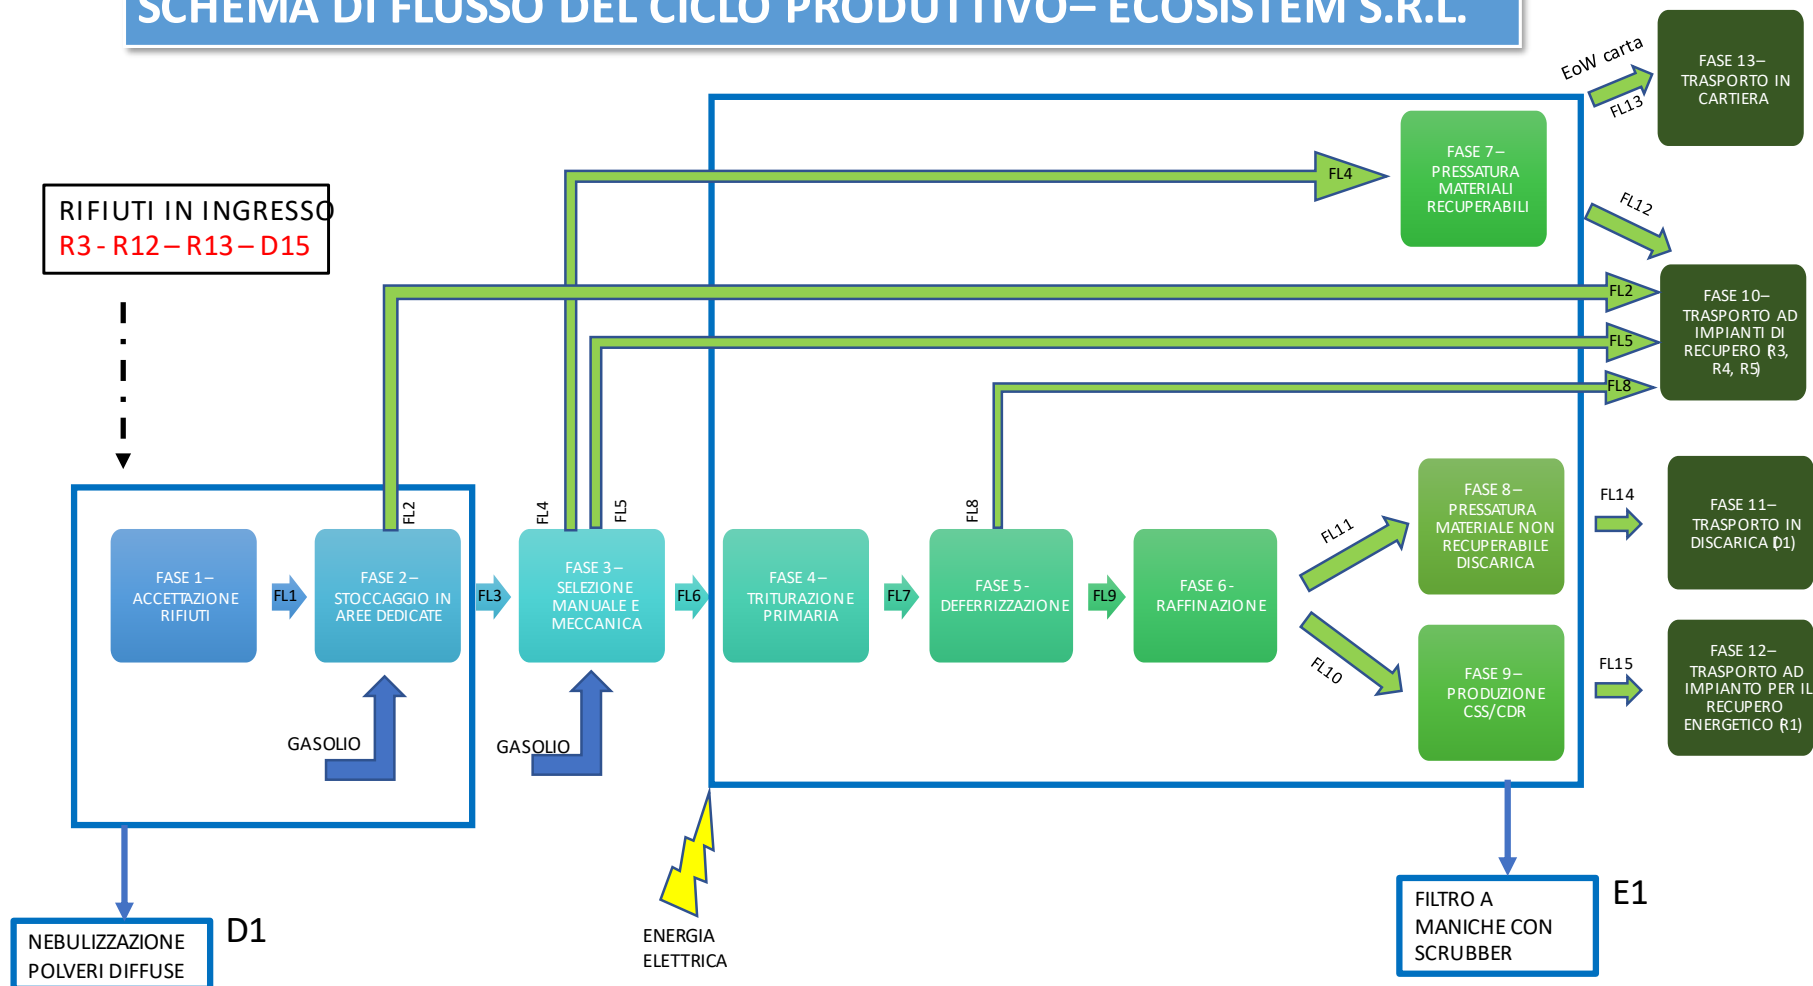 SCHEMA DI FLUSSO DEL CICLO PRODUTTIVO– ECOSISTEM S.R.L.
EoW carta
FL13
FASE 13–
TRASPORTO IN
CARTIERA
RIFIUTI IN INGRESSO
R3 - R12 – R13 – D15
FL4
FASE 7 –
PRESSATURA
MATERIALI
RECUPERABILI
FL12
FL2
FL5
FL8
FASE 10–
TRASPORTO AD
IMPIANTI DI
RECUPERO (R3,
R4, R5)
FL2
FL4
FL5
FL8
FASE 1 –
ACCETTAZIONE
RIFIUTI
FL1
FASE 2 –
STOCCAGGIO IN
AREE DEDICATE
FL3
FASE 3 –
SELEZIONE
MANUALE E
MECCANICA
FL6
FASE 4 –
TRITURAZIONE
PRIMARIA
FL7
FASE 5 -
DEFERRIZZAZIONE
FL9
FASE 6 -
RAFFINAZIONE
FL11
FL10
FASE 8 –
PRESSATURA
MATERIALE NON
RECUPERABILE
DISCARICA
FL14
FASE 11–
TRASPORTO IN
DISCARICA (D1)
FASE 9 –
PRODUZIONE
CSS/CDR
FL15
FASE 12–
TRASPORTO AD
IMPIANTO PER IL
RECUPERO
ENERGETICO (R1)
GASOLIO
GASOLIO
NEBULIZZAZIONE
POLVERI DIFFUSE
D1
ENERGIA
ELETTRICA
FILTRO A
MANICHE CON
SCRUBBER
E1